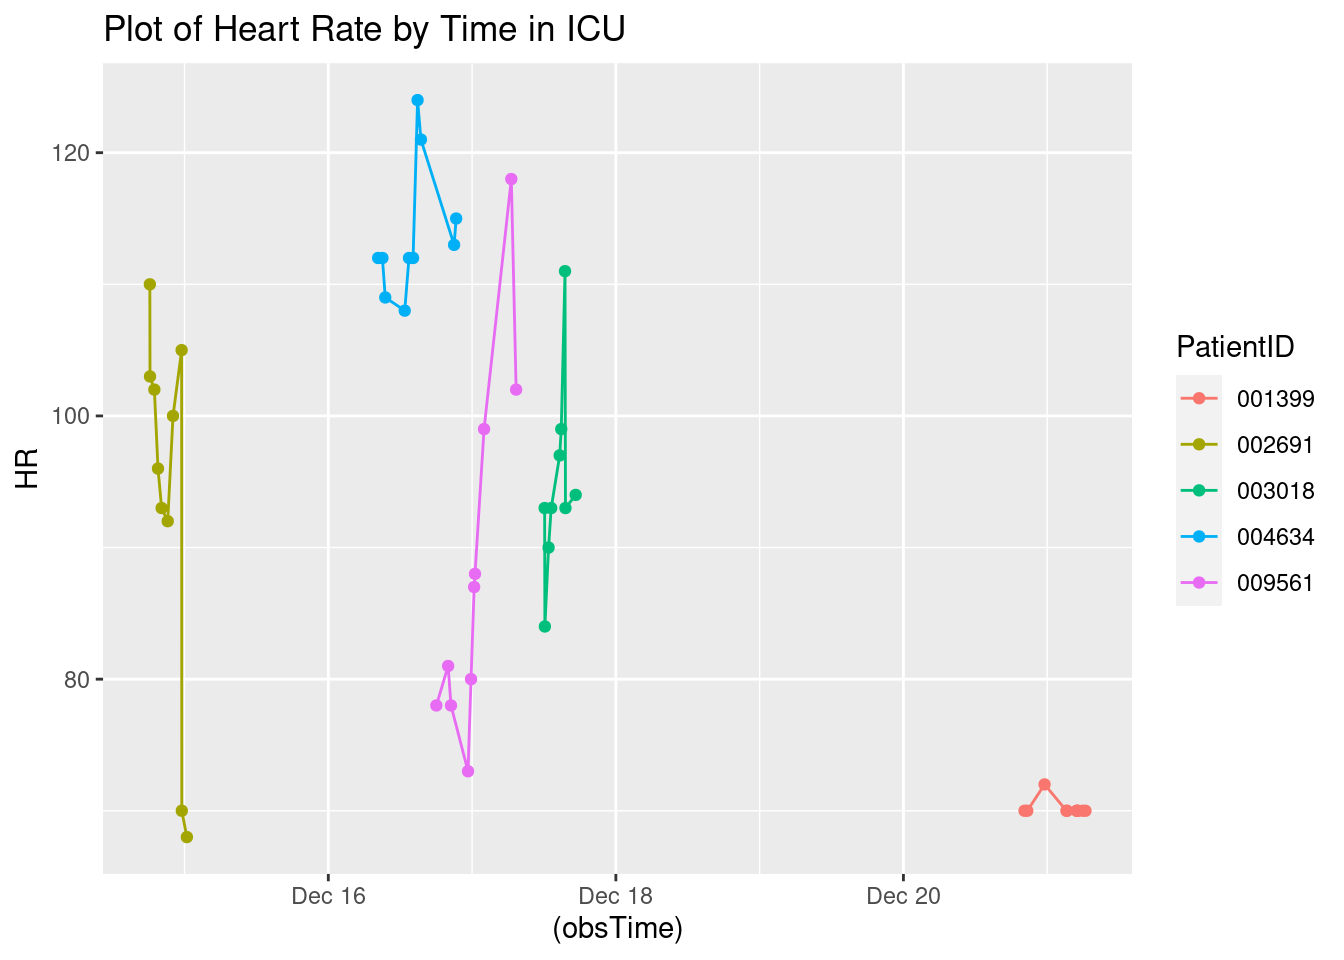 Plot of Heart Rate by Time in ICU
120
100
80
HR
Dec 16
Dec 18
Dec 20
(obsTime)
PatientID
001399
002691
003018
004634
009561